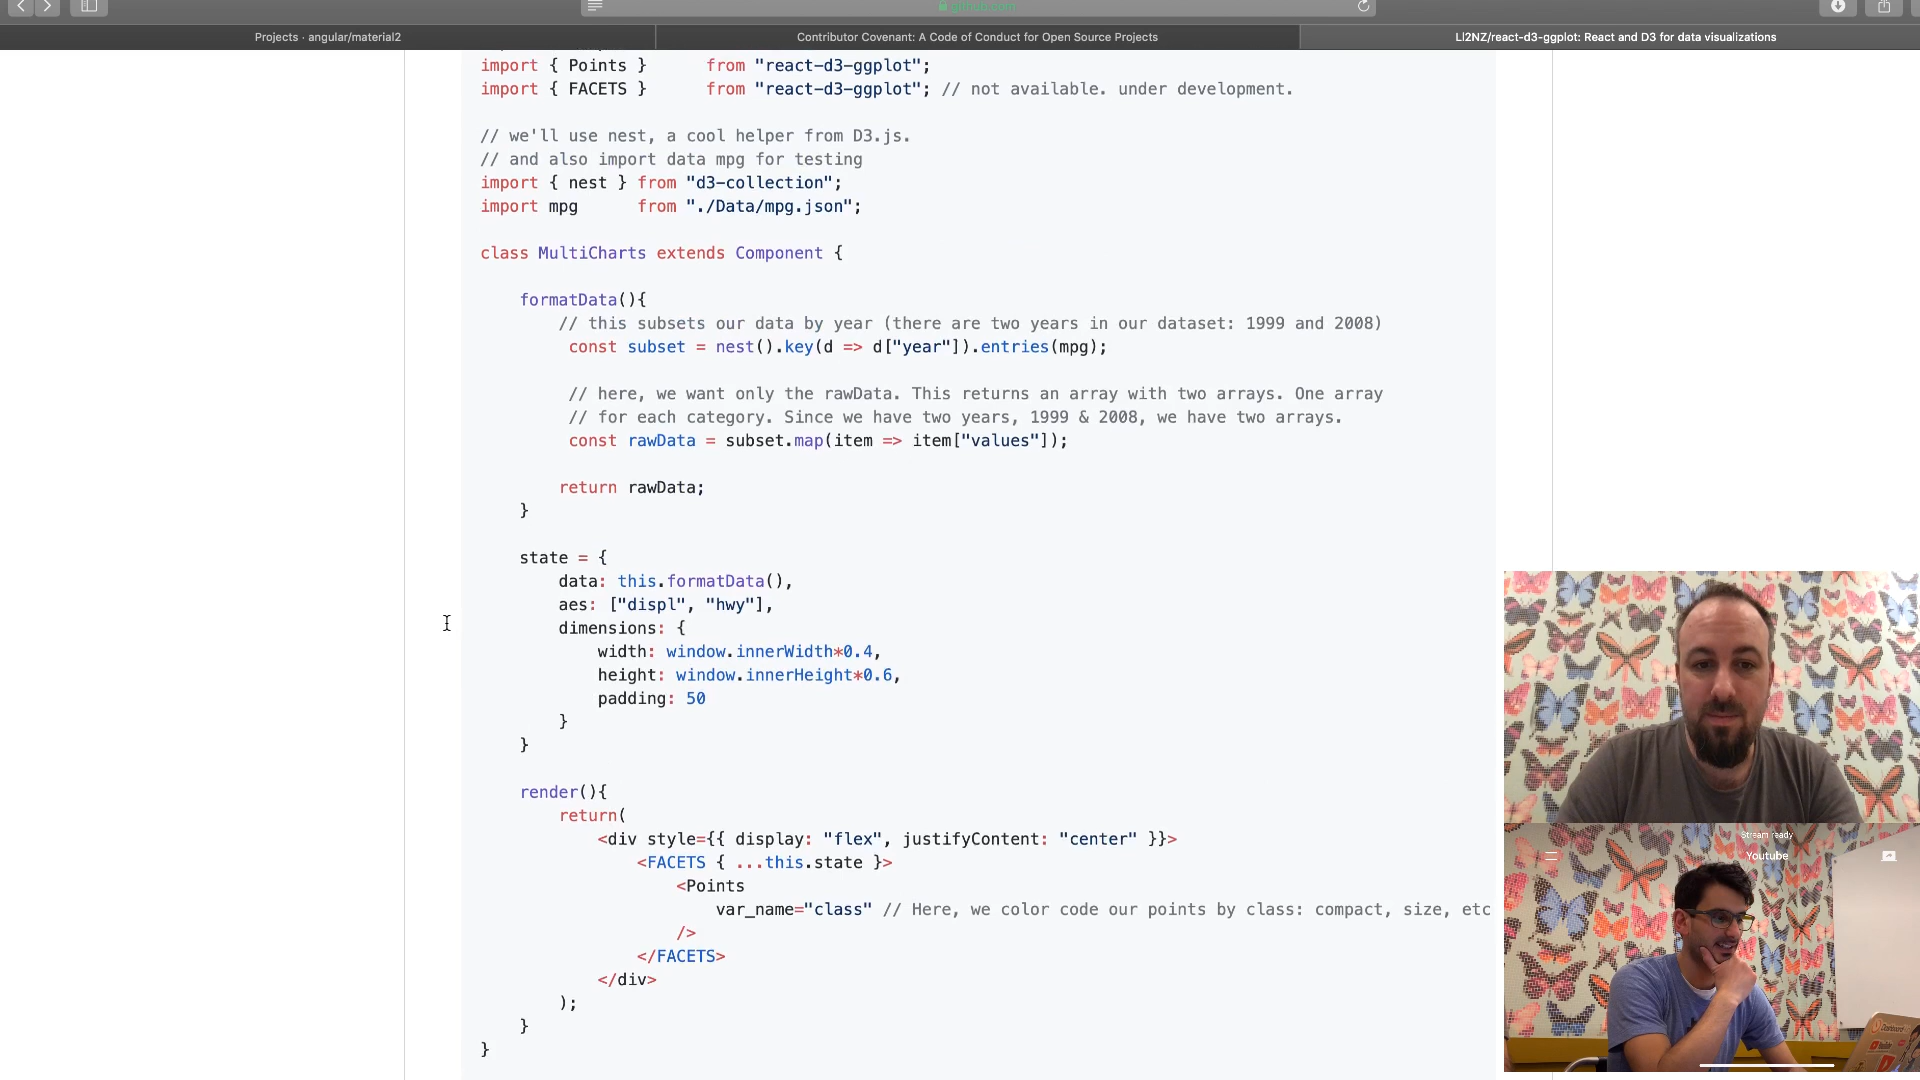 github.com
Projects · angular/material2
Contributor Covenant: A Code of Conduct for Open Source Projects
LI2NZ/react-d3-ggplot: React and D3 for data visualizations
import { Points }      from "react-d3-ggplot";
import { FACETS }      from "react-d3-ggplot"; // not available. under development.
// we'll use nest, a cool helper from D3.js.
// and also import data mpg for testing
import { nest } from "d3-collection";
import mpg      from "./Data/mpg.json";
class MultiCharts extends Component {
formatData(){
// this subsets our data by year (there are two years in our dataset: 1999 and 2008)
const subset = nest().key(d => d["year"]).entries(mpg);
// here, we want only the rawData. This returns an array with two arrays. One array
// for each category. Since we have two years, 1999 & 2008, we have two arrays.
const rawData = subset.map(item => item["values"]);
return rawData;
}
state = {
data: this.formatData(),
aes: ["displ", "hwy"],
dimensions: {
width: window.innerWidth*0.4,
height: window.innerHeight*0.6,
padding: 50
}
}
render(){
return(
<div style={{ display: "flex", justifyContent: "center" }}>
<FACETS { ...this.state }>
<Points
var_name="class" // Here, we color code our points by class: compact, size, etc
/>
</FACETS>
</div>
);
}
}
Stream ready
Youtube